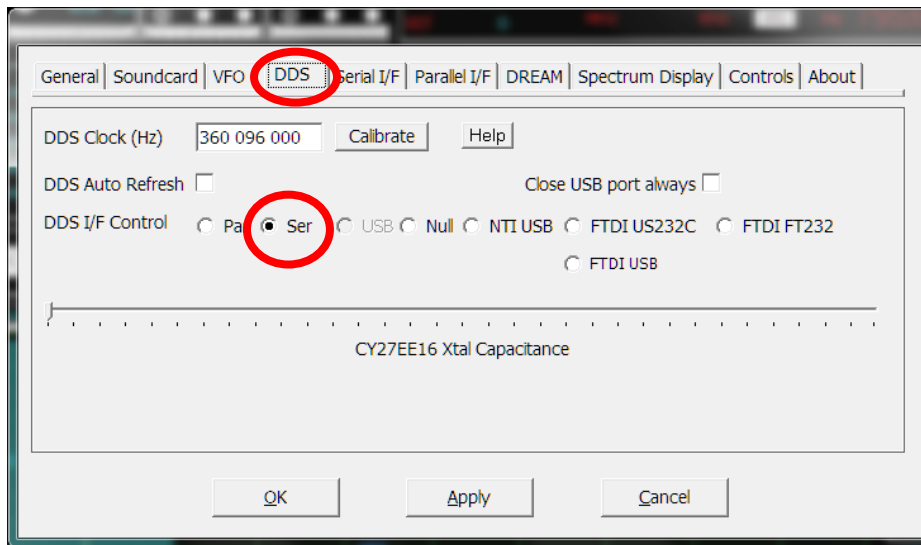 General Soundcard VFO DDS Serial I/F Parallel I/F DREAM Spectrum Display Controls About
DDS Clock (Hz) 360 096 000 Calibrate Help
DDS Auto Refresh Close USB port always
DDS I/F Control Pa Ser USB Null NTI USB FTDI US232C FTDI FT232
FTDI USB
CY27EE16 Xtal Capacitance
OK Apply Cancel